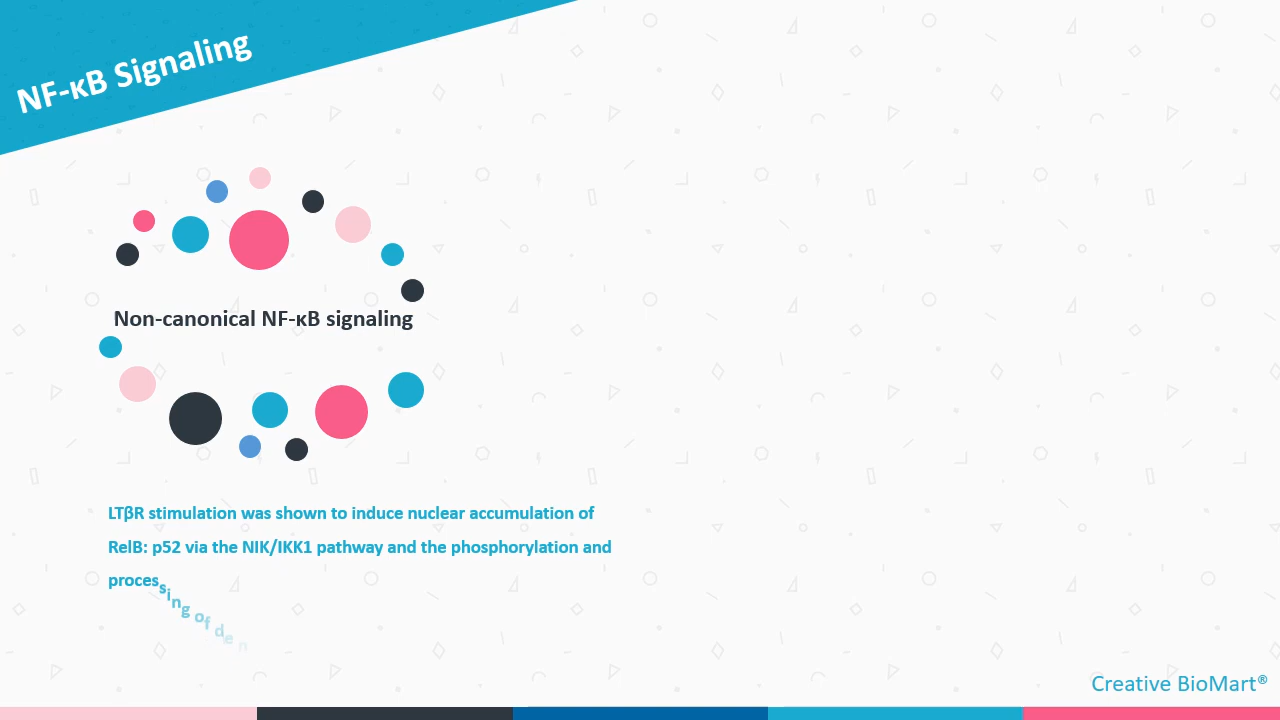 NF-κB Signaling
Non-canonical NF-κB signaling
LTβR stimulation was shown to induce nuclear accumulation of
RelB: p52 via the NIK/IKK1 pathway and the phosphorylation and
processing of de n
Creative BioMart®